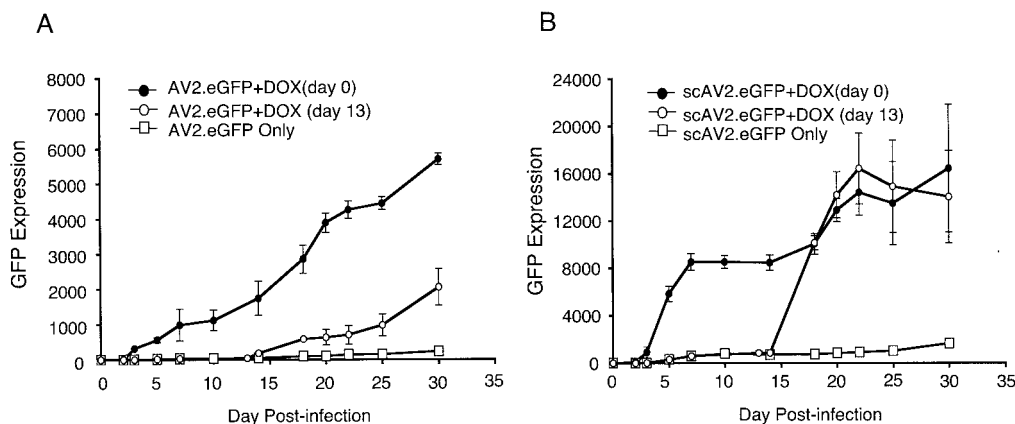 A
8000
7000
6000
5000
4000
3000
2000
1000
0
GFP Expression
AV2.eGFP+DOX(day 0)
AV2.eGFP+DOX (day 13)
AV2.eGFP Only
0 5 10 15 20 25 30 35
Day Post-infection
B
24000
20000
16000
12000
8000
4000
0
GFP Expression
scAV2.eGFP+DOX(day 0)
scAV2.eGFP+DOX (day 13)
scAV2.eGFP Only
0 5 10 15 20 25 30 35
Day Post-infection